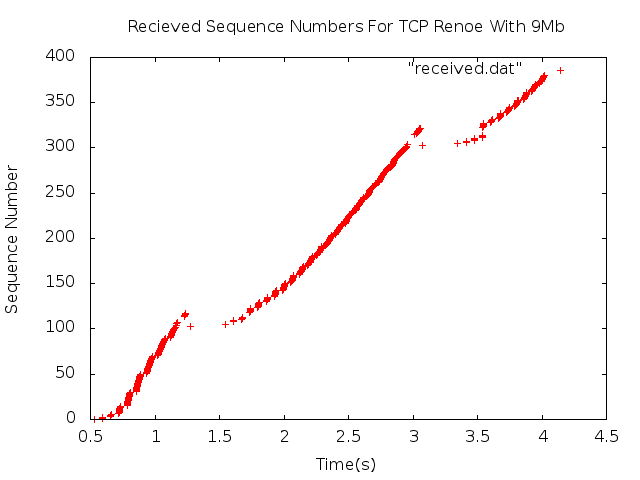 Recieved Sequence Numbers For TCP Renoe With 9Mb
"received.dat"
Sequence Number
400
350
300
250
200
150
100
50
0
0.5 1 1.5 2 2.5 3 3.5 4 4.5
Time(s)